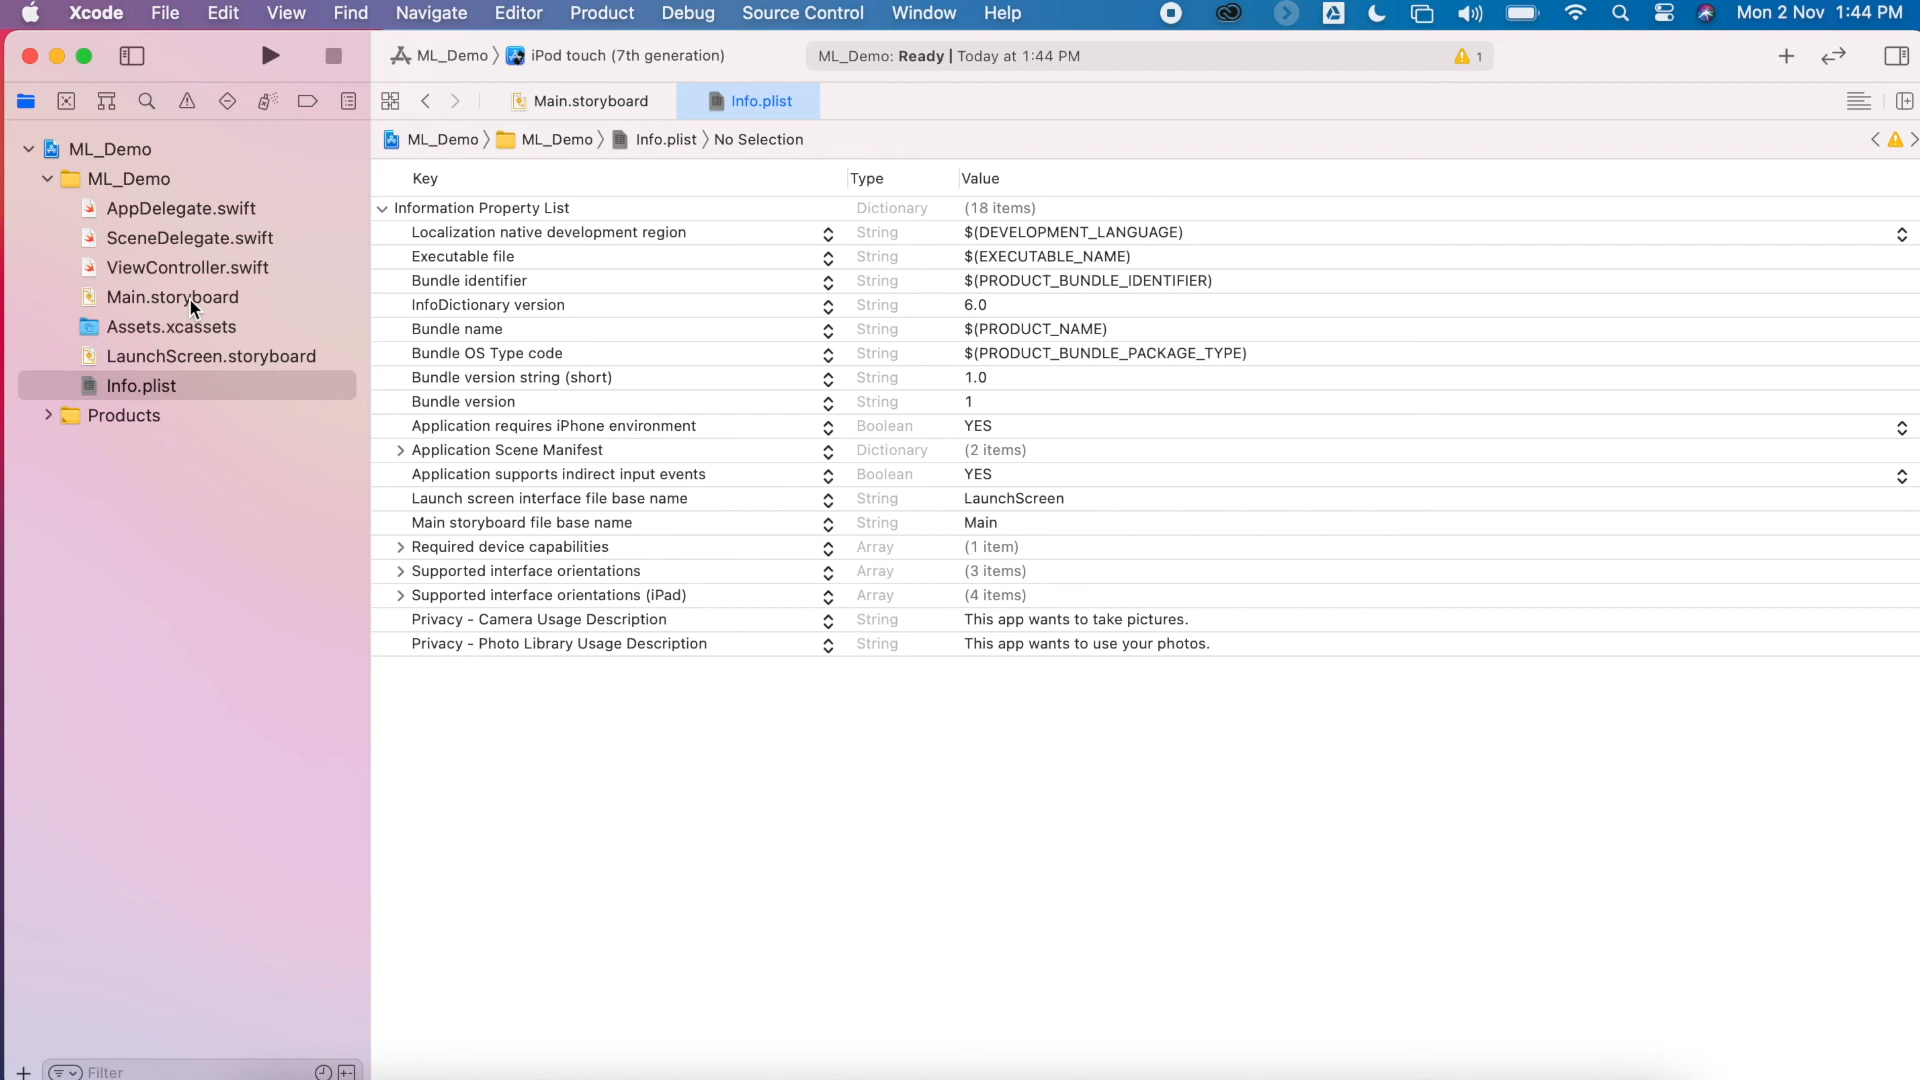 Xcode File Edit View Find Navigate Editor Product Debug Source Control Window Help Mon 2 Nov 1:44 PM
ML_Demo iPod touch (7th generation) ML_Demo: Ready | Today at 1:44 PM 1
Main.storyboard Info.plist
ML_Demo ML_Demo Info.plist No Selection
ML_Demo
ML_Demo
AppDelegate.swift
SceneDelegate.swift
ViewController.swift
Main.storyboard
Assets.xcassets
LaunchScreen.storyboard
Info.plist
Products
Filter
Key Type Value
Information Property List Dictionary (18 items)
Localization native development region String $(DEVELOPMENT_LANGUAGE)
Executable file String $(EXECUTABLE_NAME)
Bundle identifier String $(PRODUCT_BUNDLE_IDENTIFIER)
InfoDictionary version String 6.0
Bundle name String $(PRODUCT_NAME)
Bundle OS Type code String $(PRODUCT_BUNDLE_PACKAGE_TYPE)
Bundle version string (short) String 1.0
Bundle version String 1
Application requires iPhone environment Boolean YES
Application Scene Manifest Dictionary (2 items)
Application supports indirect input events Boolean YES
Launch screen interface file base name String LaunchScreen
Main storyboard file base name String Main
Required device capabilities Array (1 item)
Supported interface orientations Array (3 items)
Supported interface orientations (iPad) Array (4 items)
Privacy - Camera Usage Description String This app wants to take pictures.
Privacy - Photo Library Usage Description String This app wants to use your photos.